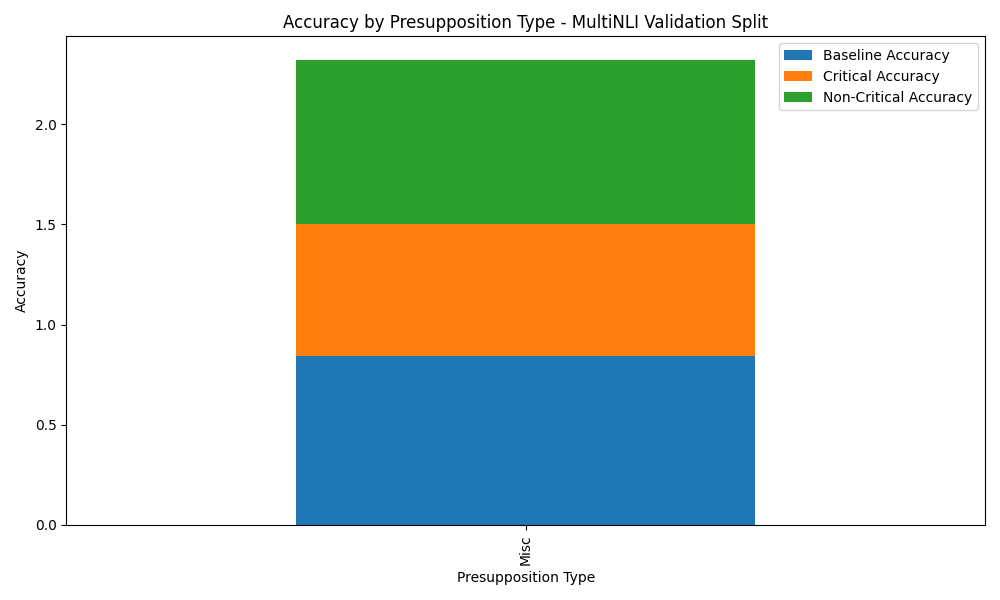 Accuracy by Presupposition Type - MultiNLI Validation Split
Baseline Accuracy
Critical Accuracy
Non-Critical Accuracy
2.0
1.5
1.0
0.5
0.0
Accuracy
Misc
Presupposition Type